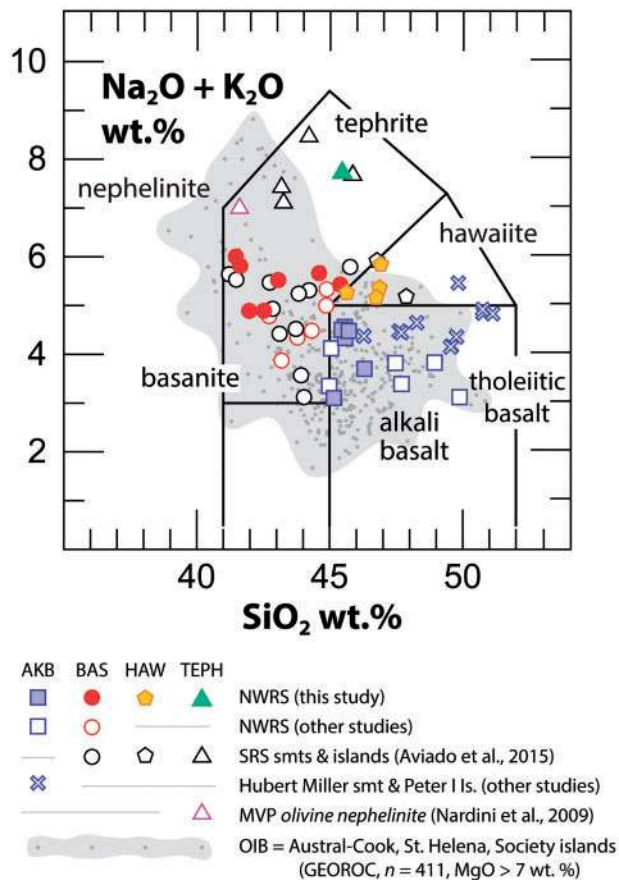 10
Na₂O + K₂O
wt.%
tephrite
8
nephelinite
hawaiite
6
4
basanite
tholeiitic
basalt
alkali
basalt
2
40 45 50
SiO₂ wt.%
AKB BAS HAW TEPH
NWRS (this study)
NWRS (other studies)
SRS smts & islands (Aviado et al., 2015)
Hubert Miller smt & Peter I Is. (other studies)
MVP olivine nephelinite (Nardini et al., 2009)
OIB = Austral-Cook, St. Helena, Society islands
(GEOROC, n = 411, MgO > 7 wt. %)